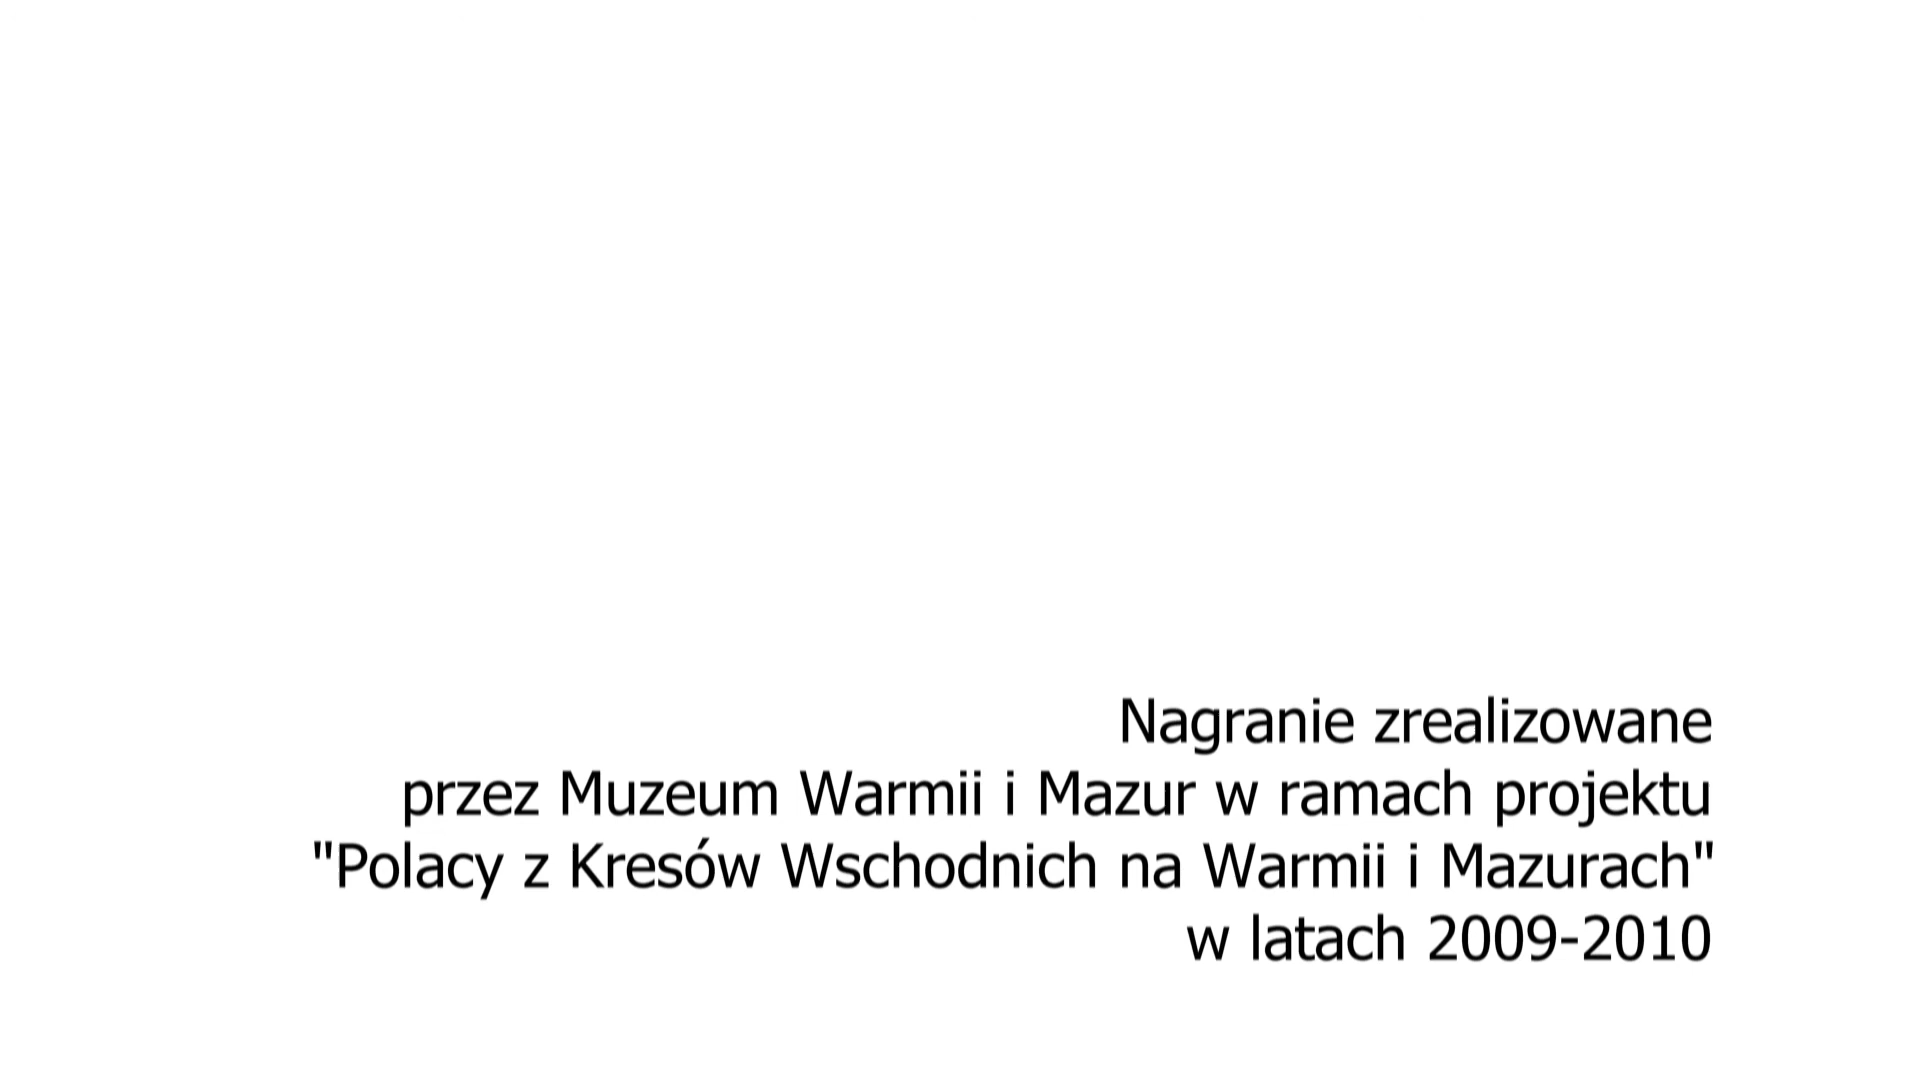 Nagranie zrealizowane
przez Muzeum Warmii i Mazur w ramach projektu
"Polacy z Kresów Wschodnich na Warmii i Mazurach"
w latach 2009-2010